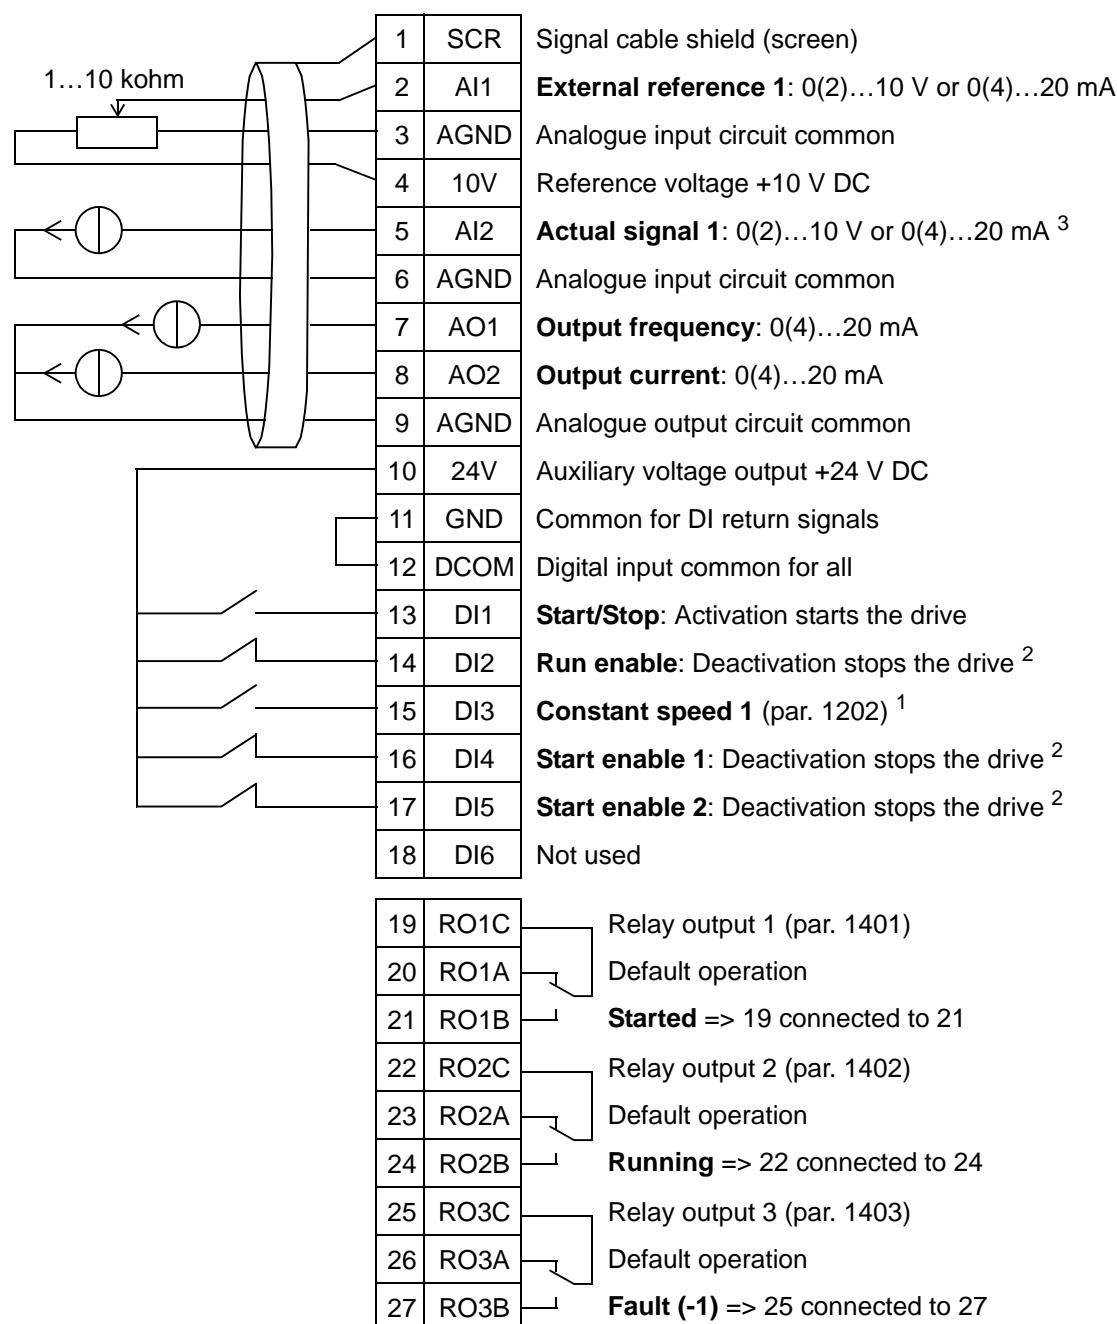 1 SCR Signal cable shield (screen)
1…10 kohm
2 AI1 External reference 1: 0(2)…10 V or 0(4)…20 mA
3 AGND Analogue input circuit common
4 10V Reference voltage +10 V DC
5 AI2 Actual signal 1: 0(2)…10 V or 0(4)…20 mA 3
6 AGND Analogue input circuit common
7 AO1 Output frequency: 0(4)…20 mA
8 AO2 Output current: 0(4)…20 mA
9 AGND Analogue output circuit common
10 24V Auxiliary voltage output +24 V DC
11 GND Common for DI return signals
12 DCOM Digital input common for all
13 DI1 Start/Stop: Activation starts the drive
14 DI2 Run enable: Deactivation stops the drive 2
15 DI3 Constant speed 1 (par. 1202) 1
16 DI4 Start enable 1: Deactivation stops the drive 2
17 DI5 Start enable 2: Deactivation stops the drive 2
18 DI6 Not used
19 RO1C Relay output 1 (par. 1401)
20 RO1A Default operation
21 RO1B Started => 19 connected to 21
22 RO2C Relay output 2 (par. 1402)
23 RO2A Default operation
24 RO2B Running => 22 connected to 24
25 RO3C Relay output 3 (par. 1403)
26 RO3A Default operation
27 RO3B Fault (-1) => 25 connected to 27